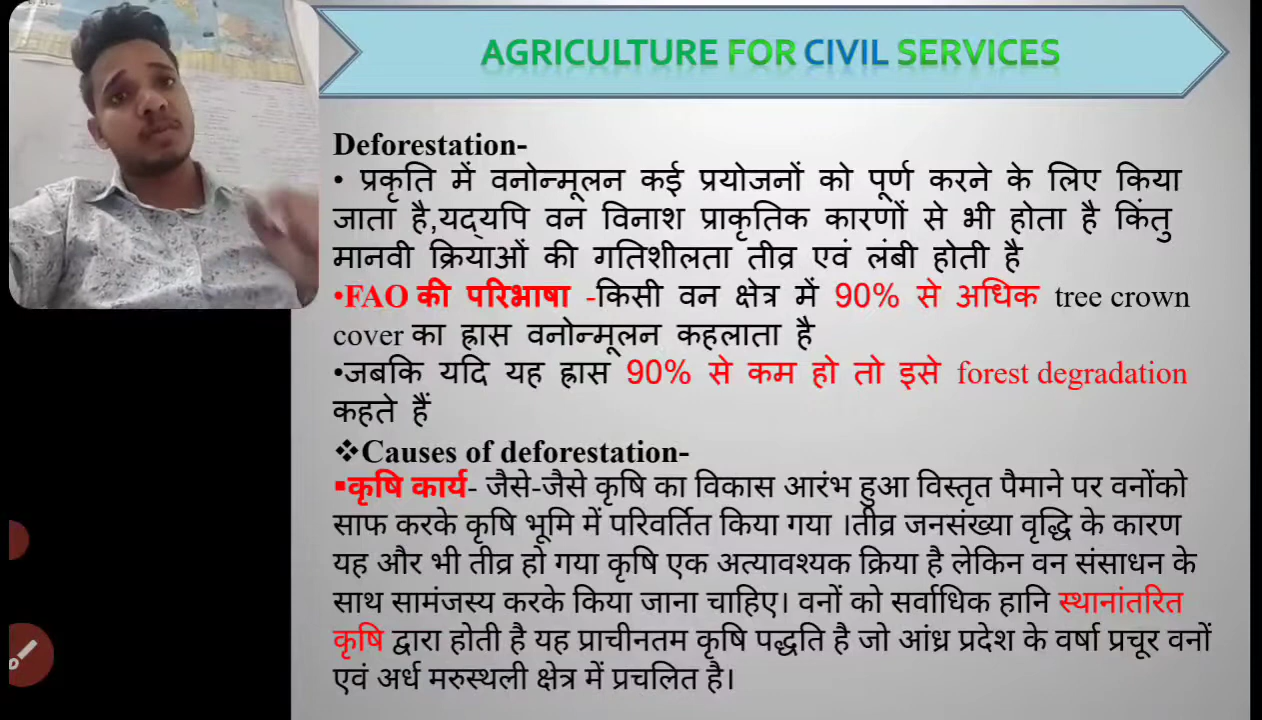 AGRICULTURE FOR CIVIL SERVICES
Deforestation-
• प्रकृति में वनोन्मूलन कई प्रयोजनों को पूर्ण करने के लिए किया
जाता है,यद्यपि वन विनाश प्राकृतिक कारणों से भी होता है किंतु
मानवी क्रियाओं की गतिशीलता तीव्र एवं लंबी होती है
•FAO की परिभाषा -किसी वन क्षेत्र में 90% से अधिक tree crown
cover का ह्रास वनोन्मूलन कहलाता है
•जबकि यदि यह ह्रास 90% से कम हो तो इसे forest degradation
कहते हैं
❖Causes of deforestation-
▪कृषि कार्य- जैसे-जैसे कृषि का विकास आरंभ हुआ विस्तृत पैमाने पर वनोंको
साफ करके कृषि भूमि में परिवर्तित किया गया ।तीव्र जनसंख्या वृद्धि के कारण
यह और भी तीव्र हो गया कृषि एक अत्यावश्यक क्रिया है लेकिन वन संसाधन के
साथ सामंजस्य करके किया जाना चाहिए। वनों को सर्वाधिक हानि स्थानांतरित
कृषि द्वारा होती है यह प्राचीनतम कृषि पद्धति है जो आंध्र प्रदेश के वर्षा प्रचूर वनों
एवं अर्ध मरुस्थली क्षेत्र में प्रचलित है।